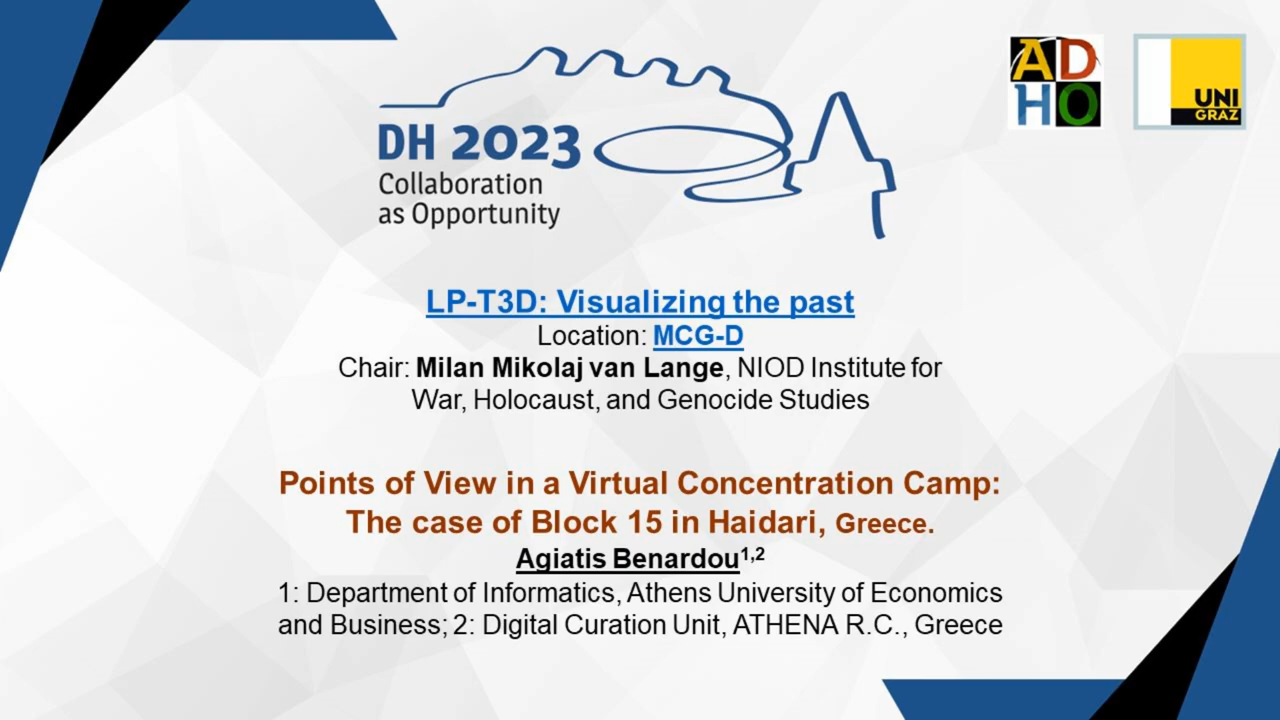 AD
HO
UNI
GRAZ
DH 2023
Collaboration
as Opportunity
LP-T3D: Visualizing the past
Location: MCG-D
Chair: Milan Mikolaj van Lange, NIOD Institute for
War, Holocaust, and Genocide Studies
Points of View in a Virtual Concentration Camp:
The case of Block 15 in Haidari, Greece.
Agiatis Benardou1,2
1: Department of Informatics, Athens University of Economics
and Business; 2: Digital Curation Unit, ATHENA R.C., Greece